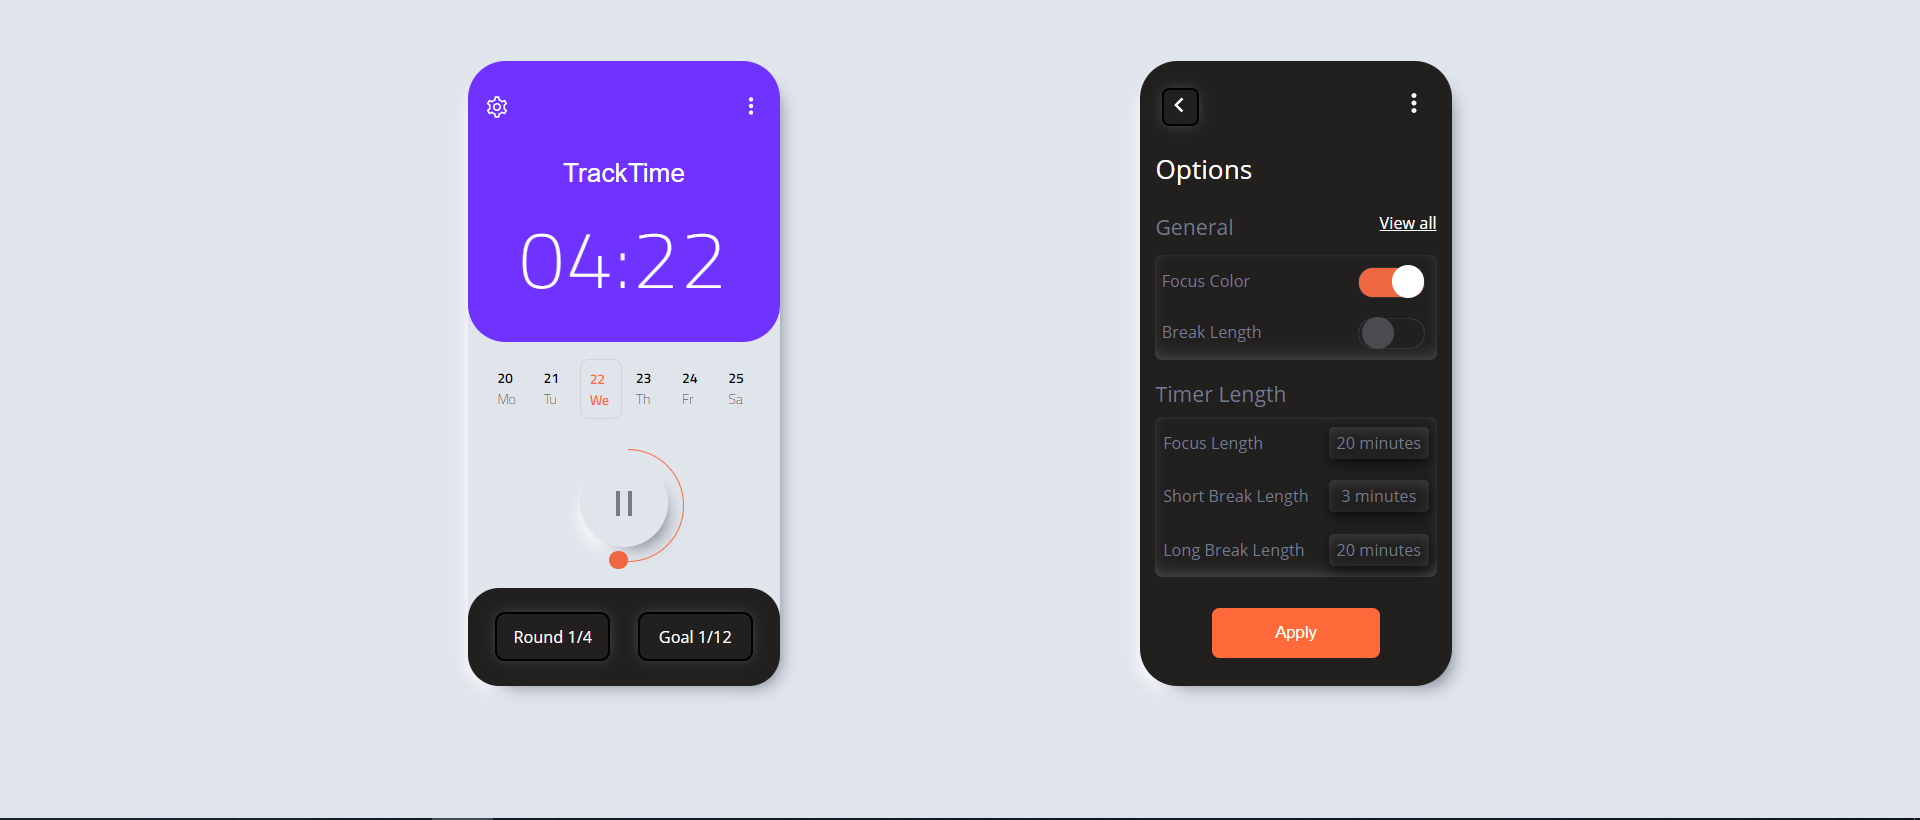 TrackTime
04:22
20 21 22 23 24 25
Mo Tu We Th Fr Sa
Round 1/4 Goal 1/12
Options
General View all
Focus Color
Break Length
Timer Length
Focus Length 20 minutes
Short Break Length 3 minutes
Long Break Length 20 minutes
Apply